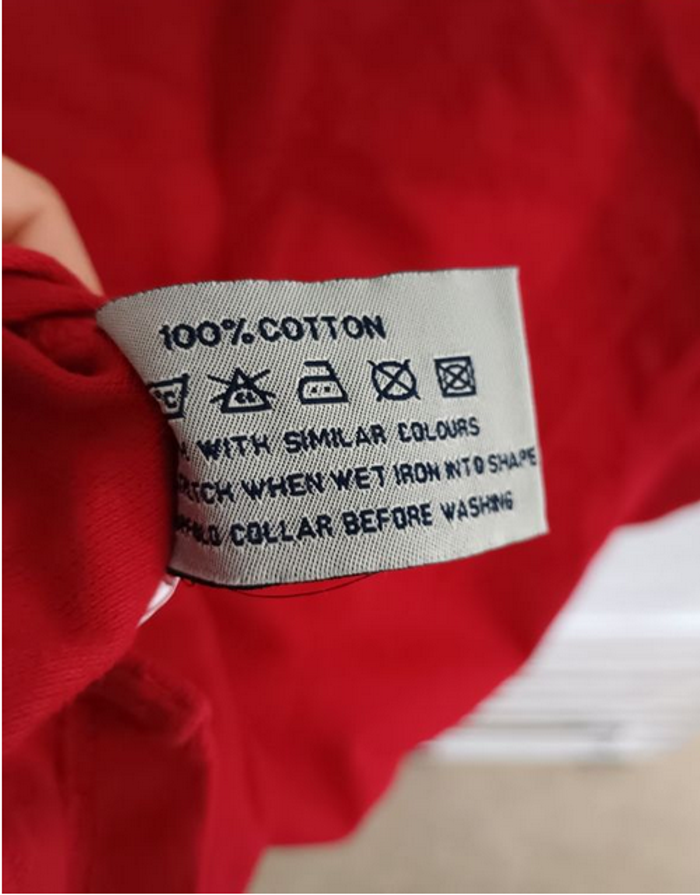 100% COTTON
WITH SIMILAR COLOURS
WHEN WET IRON INTO SHAPE
COLLAR BEFORE WASHING